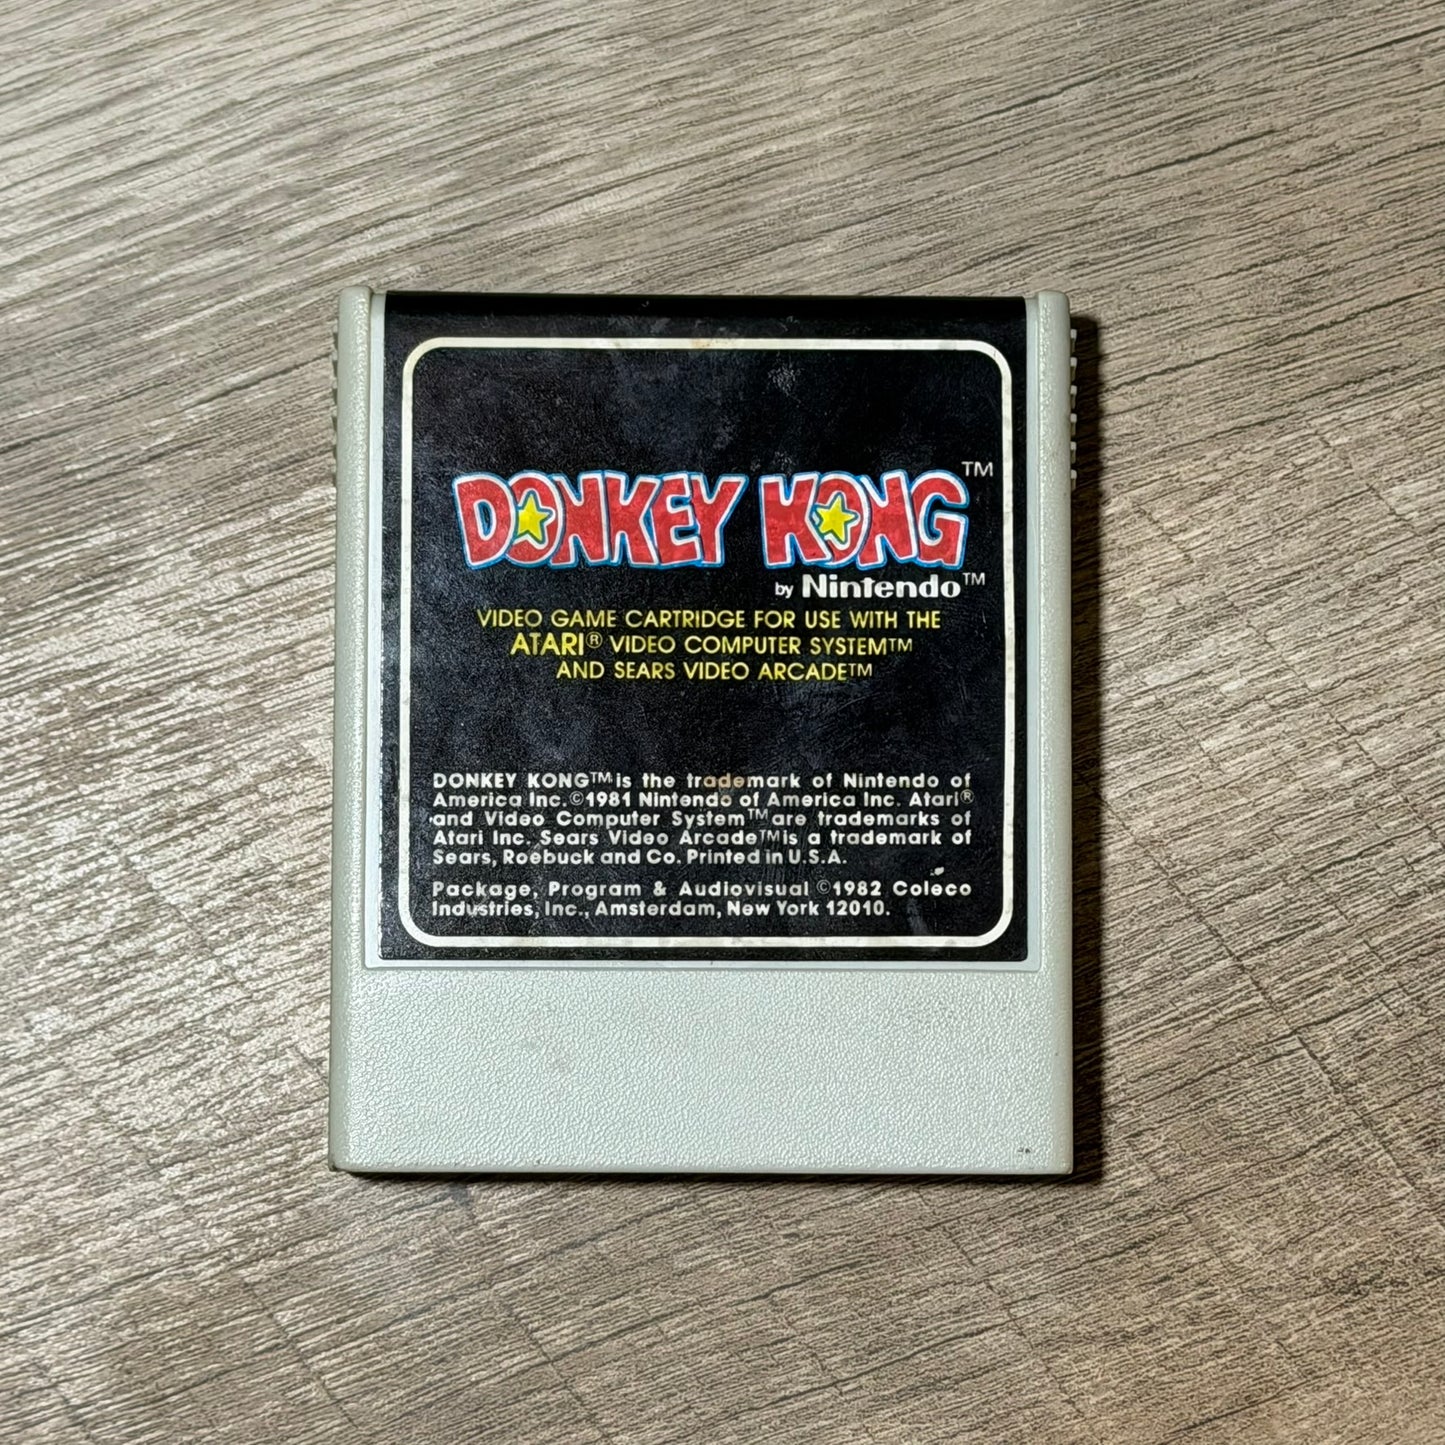 DONKEY KONG™
by Nintendo™
VIDEO GAME CARTRIDGE FOR USE WITH THE
ATARI® VIDEO COMPUTER SYSTEM™
AND SEARS VIDEO ARCADE™
DONKEY KONG™ is the trademark of Nintendo of
America Inc. ©1981 Nintendo of America Inc. Atari®
and Video Computer System™ are trademarks of
Atari Inc. Sears Video Arcade™ is a trademark of
Sears, Roebuck and Co. Printed in U.S.A.
Package, Program & Audiovisual ©1982 Coleco
Industries, Inc., Amsterdam, New York 12010.